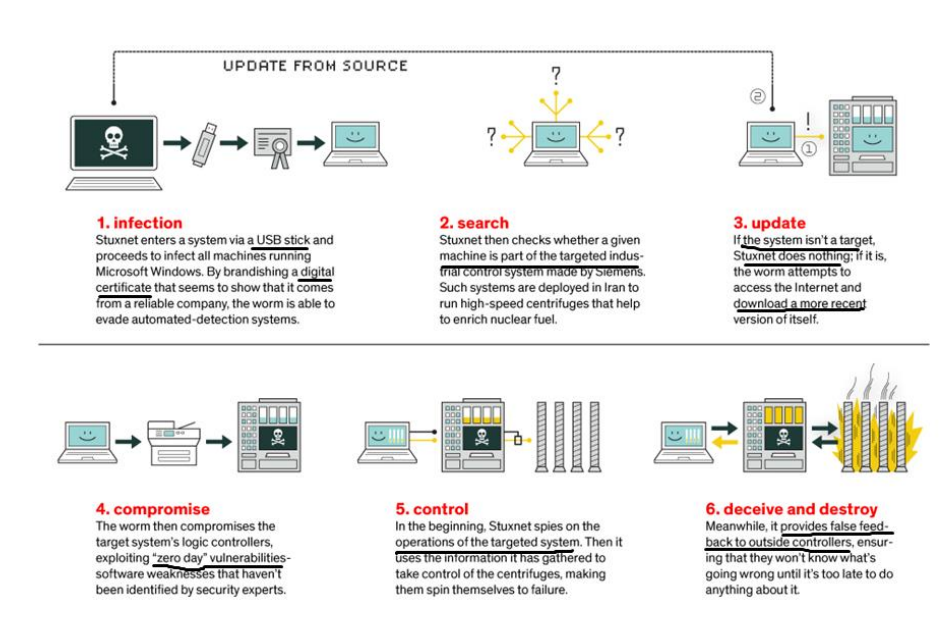 UPDATE FROM SOURCE
?
?
?
!
②
①
1. infection
Stuxnet enters a system via a USB stick and
proceeds to infect all machines running
Microsoft Windows. By brandishing a digital
certificate that seems to show that it comes
from a reliable company, the worm is able to
evade automated-detection systems.
2. search
Stuxnet then checks whether a given
machine is part of the targeted indus-
trial control system made by Siemens.
Such systems are deployed in Iran to
run high-speed centrifuges that help
to enrich nuclear fuel.
3. update
If the system isn't a target,
Stuxnet does nothing; if it is,
the worm attempts to
access the Internet and
download a more recent
version of itself.
4. compromise
The worm then compromises the
target system's logic controllers,
exploiting "zero day" vulnerabilities-
software weaknesses that haven't
been identified by security experts.
5. control
In the beginning, Stuxnet spies on the
operations of the targeted system. Then it
uses the information it has gathered to
take control of the centrifuges, making
them spin themselves to failure.
6. deceive and destroy
Meanwhile, it provides false feed-
back to outside controllers, ensur-
ing that they won't know what's
going wrong until it's too late to do
anything about it.